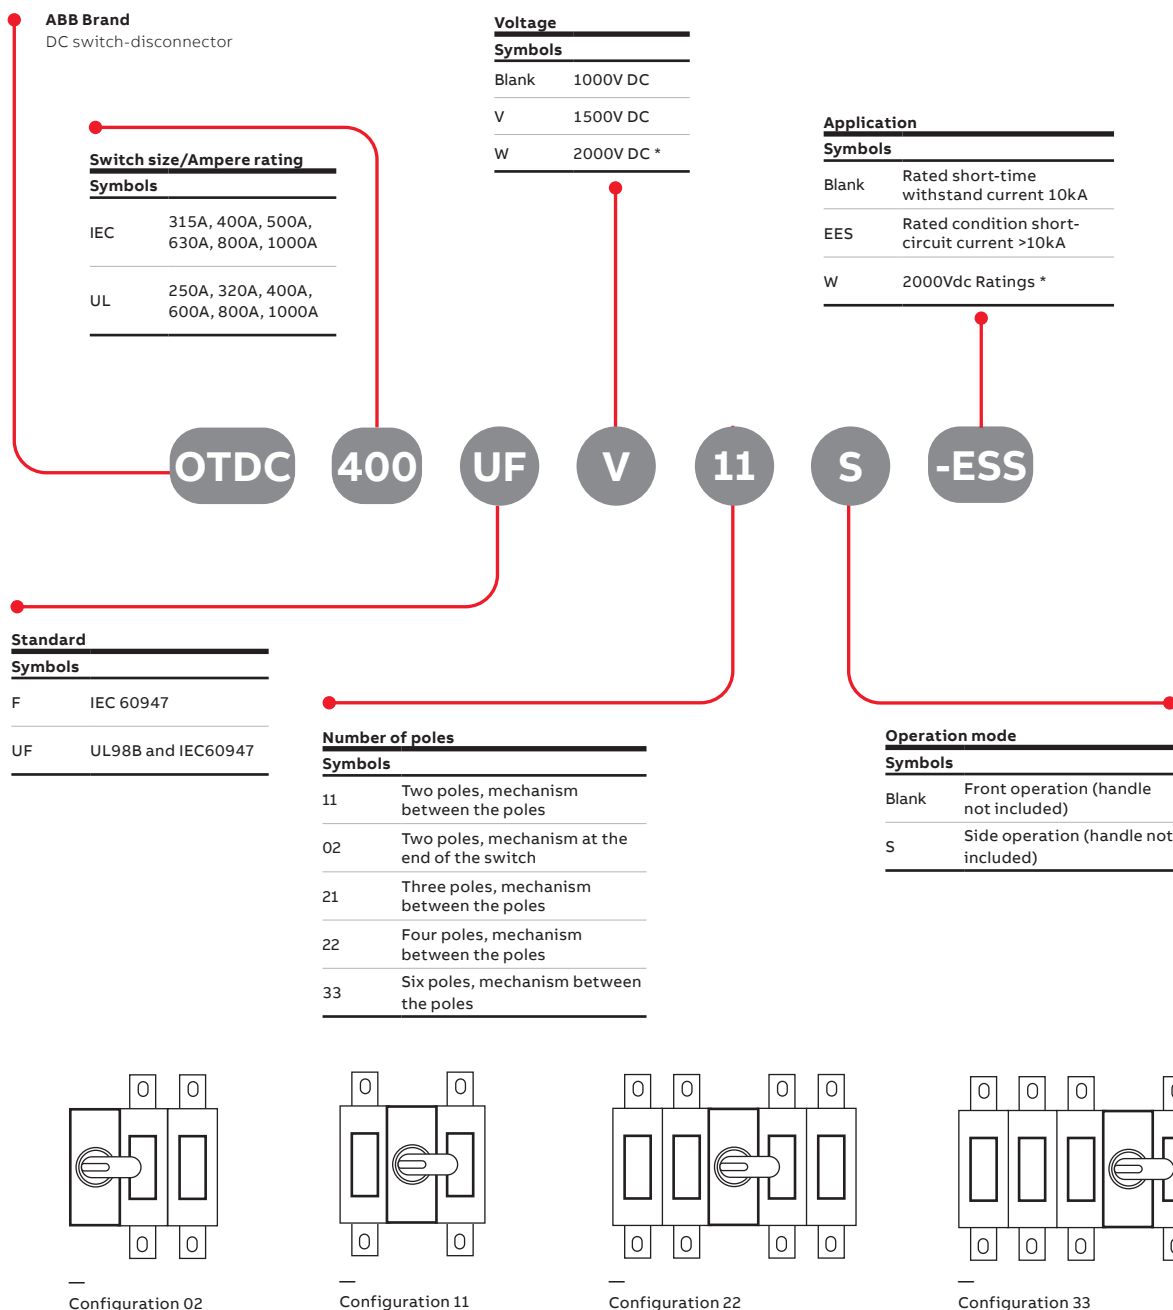 ABB Brand
DC switch-disconnector
Voltage
Symbols
Blank 1000V DC
V 1500V DC
W 2000V DC *
Switch size/Ampere rating
Symbols
IEC 315A, 400A, 500A,
630A, 800A, 1000A
UL 250A, 320A, 400A,
600A, 800A, 1000A
Application
Symbols
Blank Rated short-time
withstand current 10kA
EES Rated condition short-
circuit current >10kA
W 2000Vdc Ratings *
OTDC 400 UF V 11 S -ESS
Standard
Symbols
F IEC 60947
UF UL98B and IEC60947
Number of poles
Symbols
11 Two poles, mechanism
between the poles
02 Two poles, mechanism at the
end of the switch
21 Three poles, mechanism
between the poles
22 Four poles, mechanism
between the poles
33 Six poles, mechanism between
the poles
Operation mode
Symbols
Blank Front operation (handle
not included)
S Side operation (handle not
included)
Configuration 02
Configuration 11
Configuration 22
Configuration 33